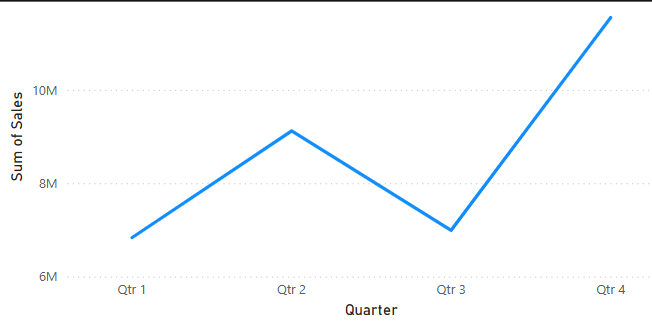 Sum of Sales
10M
8M
6M
Qtr 1 Qtr 2 Qtr 3 Qtr 4
Quarter